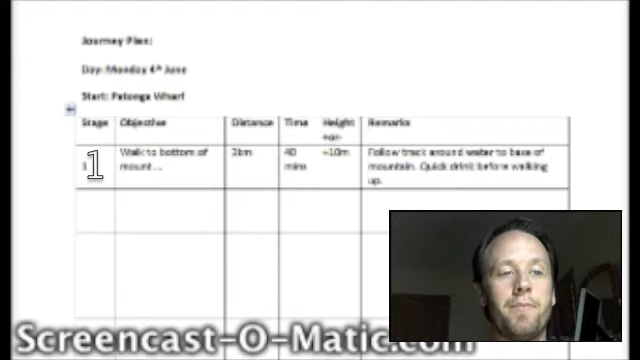 Journey Plan:
Day: Monday 4th June
Start: Patonga Wharf
Stage Objective Distance Time Height Remarks
1 Walk to bottom of mount ... 2km 40 mins +10m Follow track around water to base of mountain. Quick drink before walking up.
1
Screencast-O-Matic.com